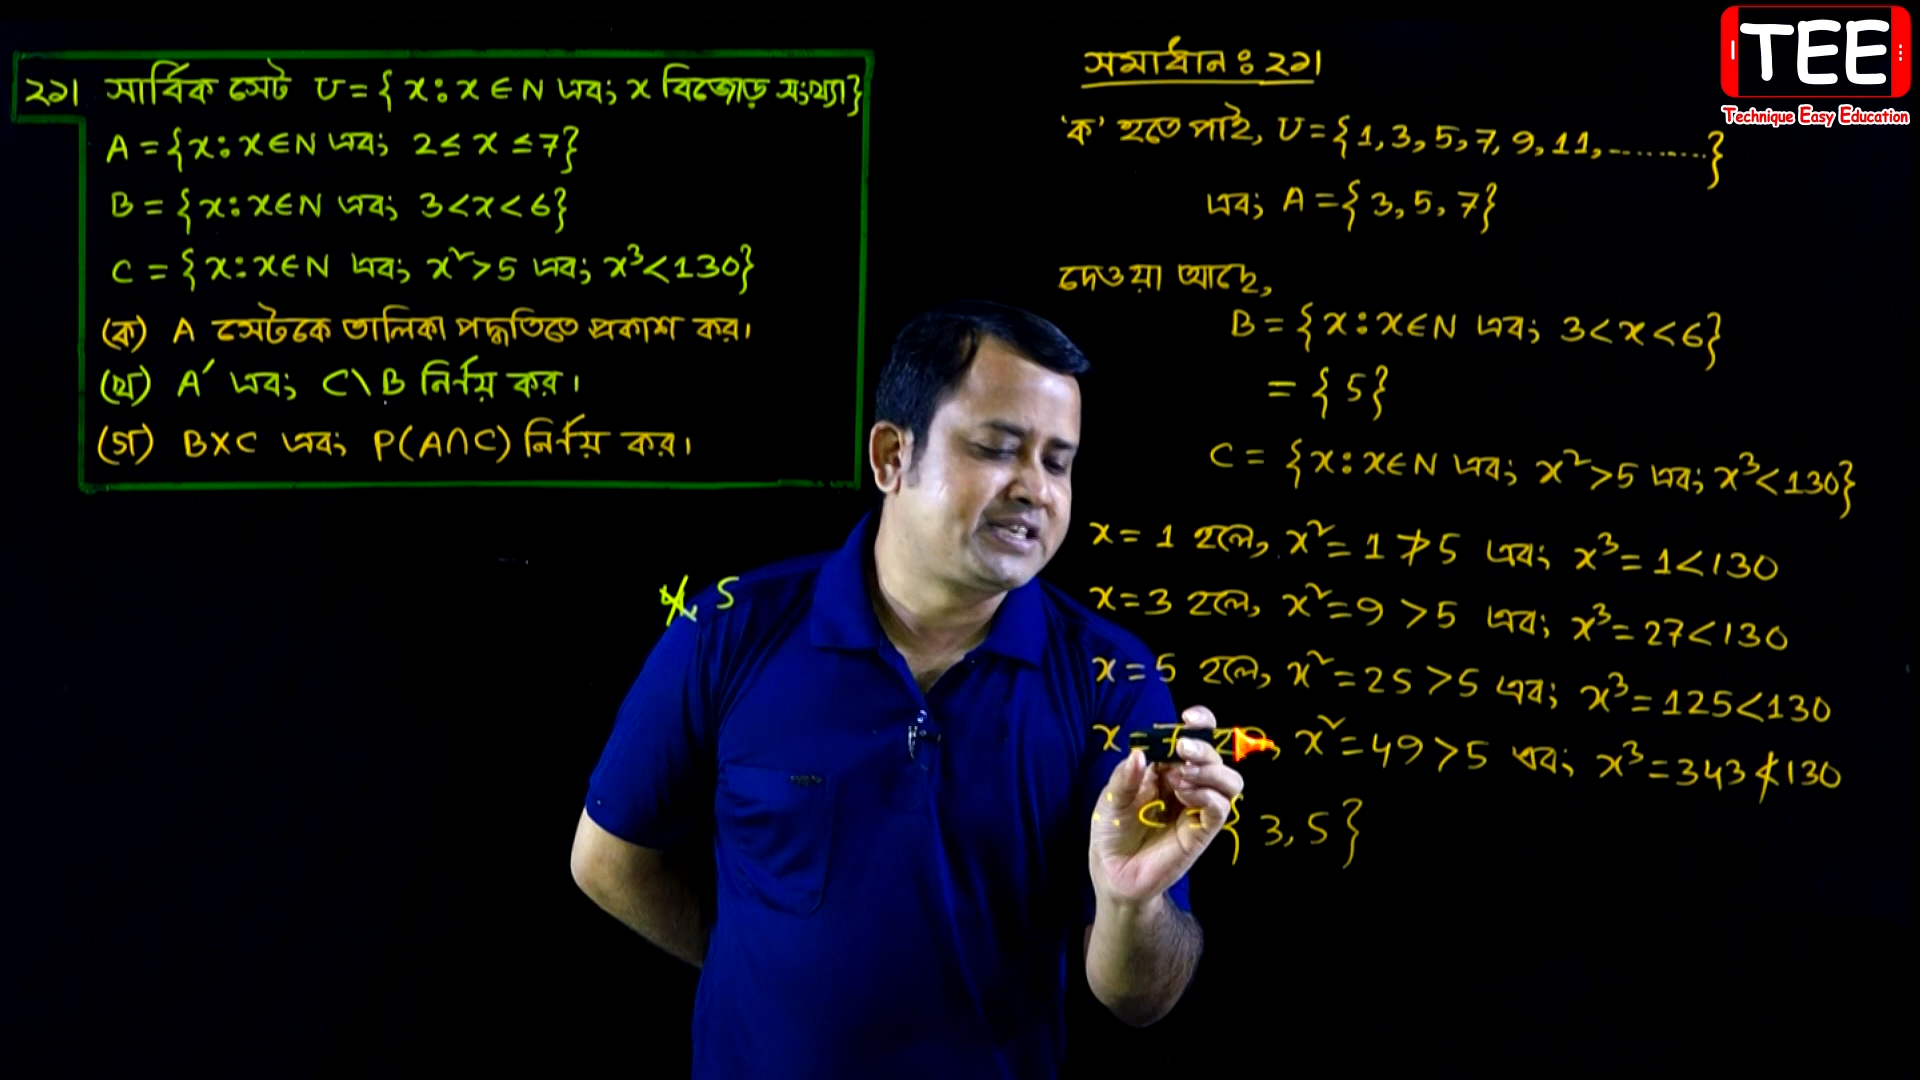 ২১। সার্বিক সেট U = { x : x ∈ N এবং x বিজোড় সংখ্যা}
A = {x : x ∈ N এবং 2 ≤ x ≤ 7}
B = {x : x ∈ N এবং 3 < x < 6}
C = {x : x ∈ N এবং x² > 5 এবং x³ < 130}
(ক) A সেটকে তালিকা পদ্ধতিতে প্রকাশ কর।
(খ) A′ এবং C \ B নির্ণয় কর।
(গ) B×C এবং P(A∩C) নির্ণয় কর।
4, 5
সমাধান : ২১।
'ক' হতে পাই, U = {1, 3, 5, 7, 9, 11, ..........}
এবং A = {3, 5, 7}
দেওয়া আছে,
B = {x : x ∈ N এবং 3 < x < 6}
= {5}
C = {x : x ∈ N এবং x² > 5 এবং x³ < 130}
x = 1 হলে, x² = 1 ≯ 5 এবং x³ = 1 < 130
x = 3 হলে, x² = 9 > 5 এবং x³ = 27 < 130
x = 5 হলে, x² = 25 > 5 এবং x³ = 125 < 130
x = 7 হলে, x² = 49 > 5 এবং x³ = 343 ≮ 130
∴ C = {3, 5}
TEE
Technique Easy Education